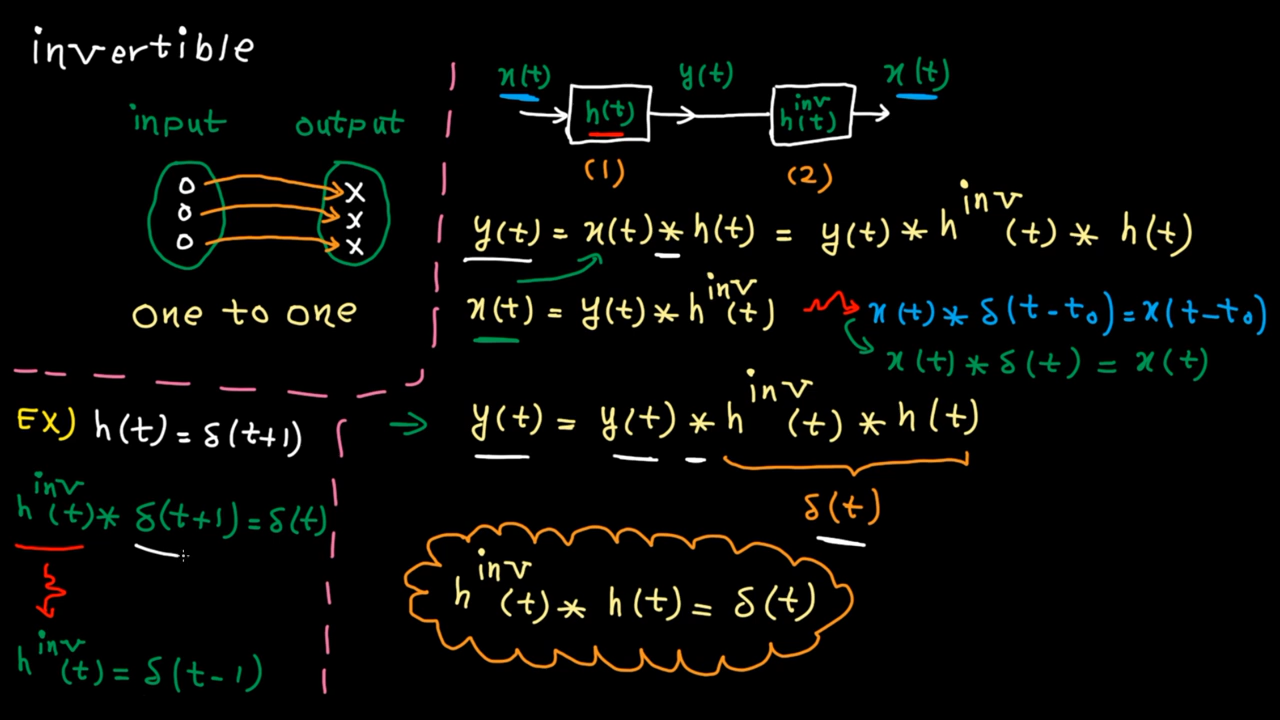 invertible
input output
o x
o x
o x
one to one
x(t) h(t) y(t) h^inv(t) x(t)
(1) (2)
y(t) = x(t) * h(t) = y(t) * h^inv(t) * h(t)
x(t) = y(t) * h^inv(t) x(t) * δ(t-t₀) = x(t-t₀)
x(t) * δ(t) = x(t)
→ y(t) = y(t) * h^inv(t) * h(t)
δ(t)
h^inv(t) * h(t) = δ(t)
EX) h(t) = δ(t+1)
h^inv(t) * δ(t+1) = δ(t)
h^inv(t) = δ(t-1)